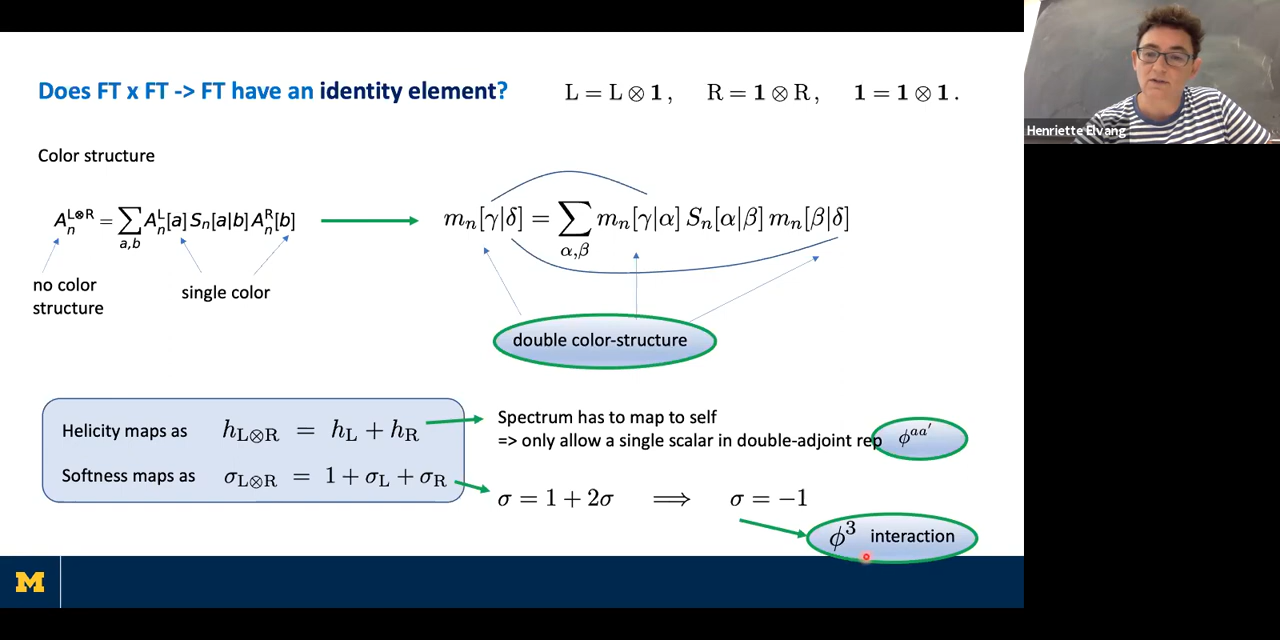 Does FT x FT -> FT have an identity element?
L = L ⊗ 1 ,   R = 1 ⊗ R ,   1 = 1 ⊗ 1 .
Henriette Elvang
Color structure
A_n^{L⊗R} = ∑_{a,b} A_n^L[a] S_n[a|b] A_n^R[b]
m_n[γ|δ] = ∑_{α,β} m_n[γ|α] S_n[α|β] m_n[β|δ]
no color
structure
single color
double color-structure
Helicity maps as   h_{L⊗R} = h_L + h_R
Softness maps as   σ_{L⊗R} = 1 + σ_L + σ_R
Spectrum has to map to self
=> only allow a single scalar in double-adjoint rep   ϕ^{aa'}
σ = 1 + 2σ   ⟹   σ = −1
ϕ^3 interaction
M